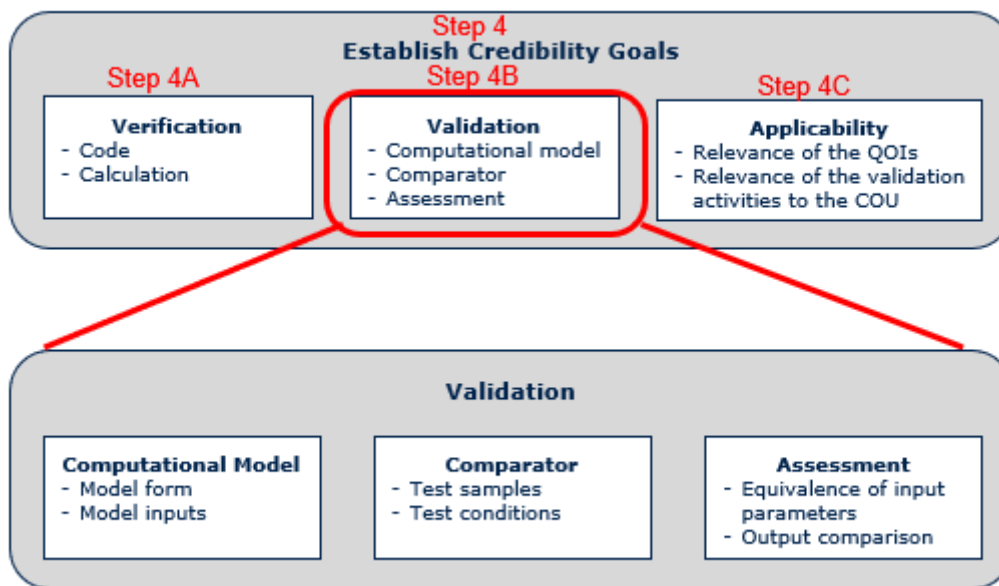 Step 4
Establish Credibility Goals
Step 4A
Step 4B
Step 4C
Verification
- Code
- Calculation
Validation
- Computational model
- Comparator
- Assessment
Applicability
- Relevance of the QOIs
- Relevance of the validation
activities to the COU
Validation
Computational Model
- Model form
- Model inputs
Comparator
- Test samples
- Test conditions
Assessment
- Equivalence of input
parameters
- Output comparison